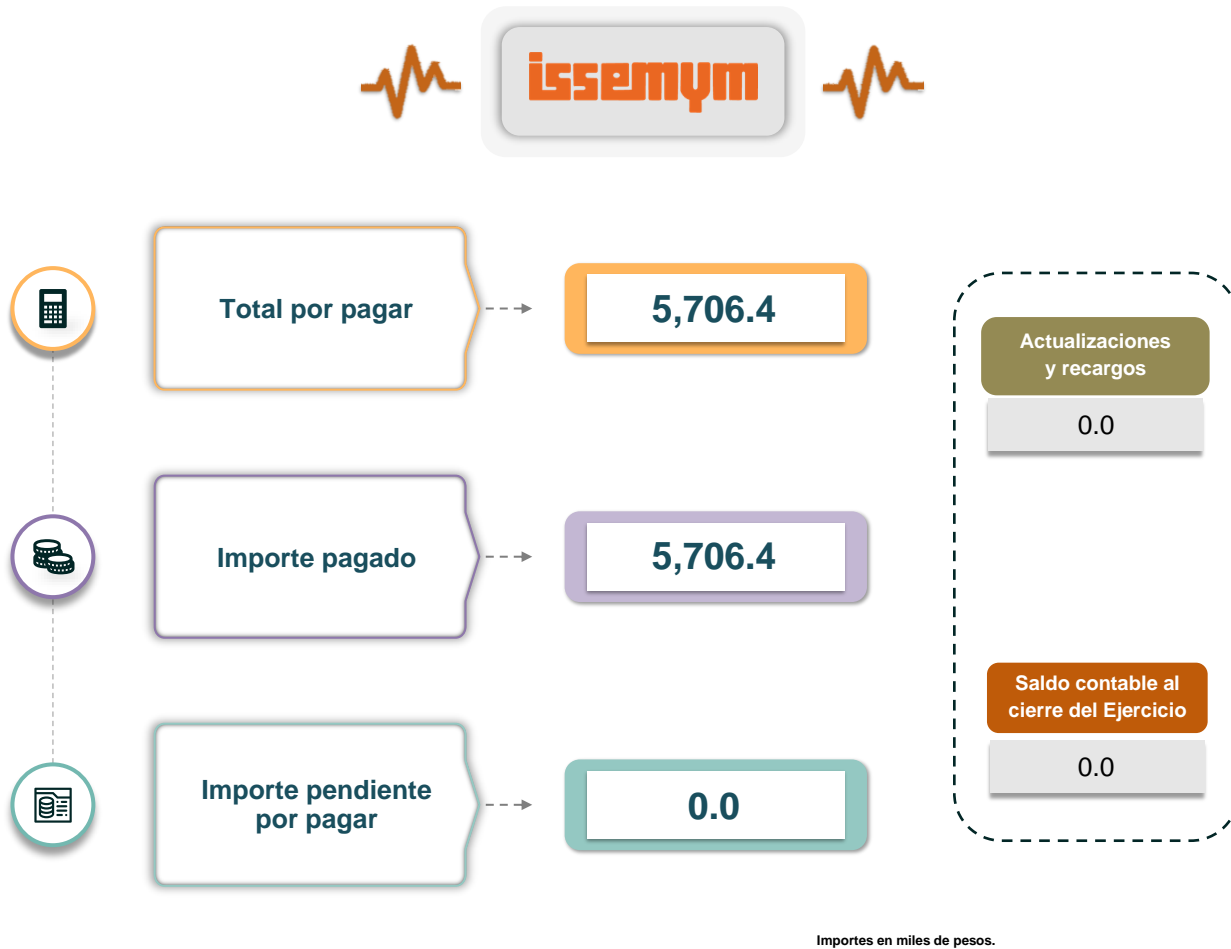 issemym
Total por pagar
5,706.4
Actualizaciones
y recargos
0.0
Importe pagado
5,706.4
Saldo contable al
cierre del Ejercicio
0.0
Importe pendiente
por pagar
0.0
Importes en miles de pesos.